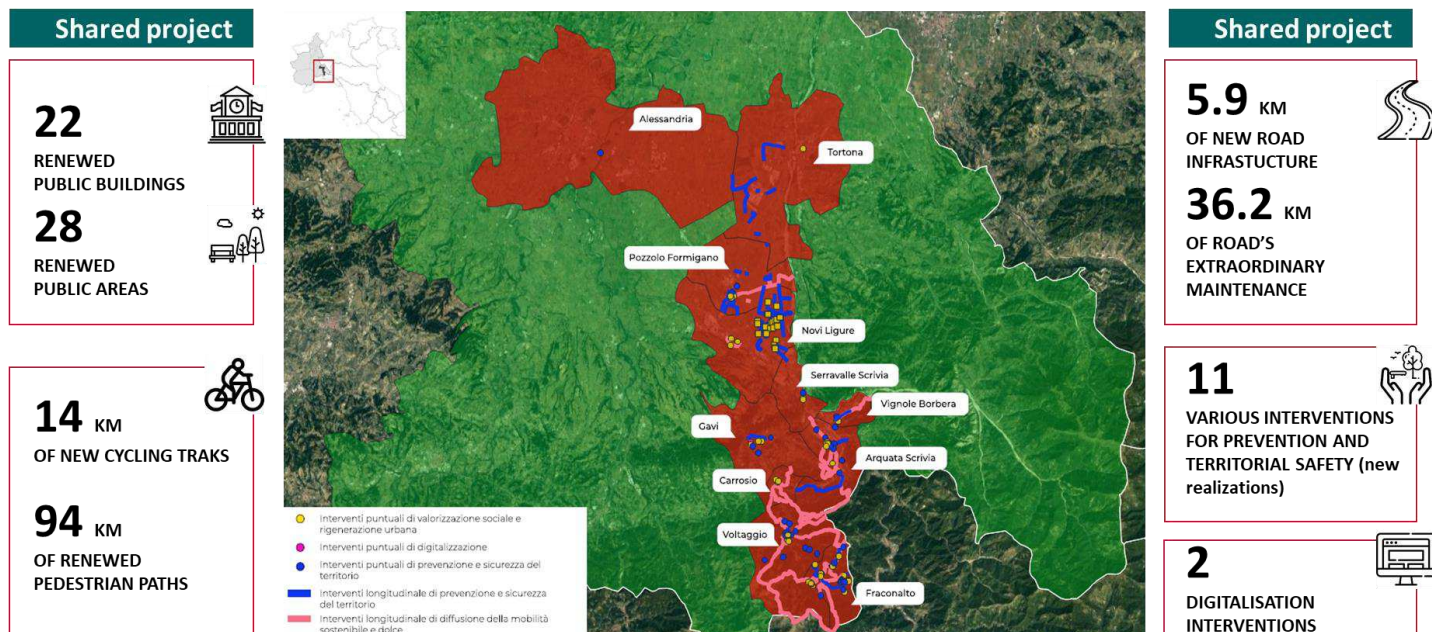 Shared project
22
RENEWED
PUBLIC BUILDINGS
28
RENEWED
PUBLIC AREAS
14 KM
OF NEW CYCLING TRAKS
94 KM
OF RENEWED
PEDESTRIAN PATHS
Alessandria
Tortona
Pozzolo Formigano
Novi Ligure
Serravalle Scrivia
Vignole Borbera
Gavi
Arquata Scrivia
Carrosio
Voltaggio
Fraconalto
Interventi puntuali di valorizzazione sociale e
rigenerazione urbana
Interventi puntuali di digitalizzazione
Interventi puntuali di prevenzione e sicurezza del
territorio
Interventi longitudinale di prevenzione e sicurezza
del territorio
Interventi longitudinale di diffusione della mobilità
sostenibile e dolce
Shared project
5.9 KM
OF NEW ROAD
INFRASTUCTURE
36.2 KM
OF ROAD'S
EXTRAORDINARY
MAINTENANCE
11
VARIOUS INTERVENTIONS
FOR PREVENTION AND
TERRITORIAL SAFETY (new
realizations)
2
DIGITALISATION
INTERVENTIONS